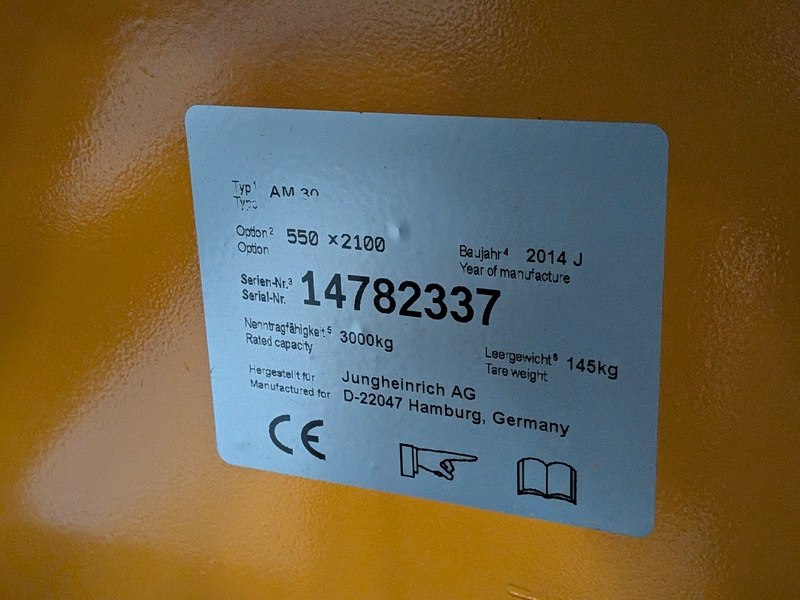 Typ¹ AM 30
Type
Option² 550 x2100
Option
Baujahr⁴ 2014 J
Year of manufacture
Serien-Nr.³ 14782337
Serial-Nr.
Nenntragfähigkeit⁵ 3000kg
Rated capacity
Leergewicht⁶ 145kg
Tare weight
Hergestellt für Jungheinrich AG
Manufactured for D-22047 Hamburg, Germany
CE